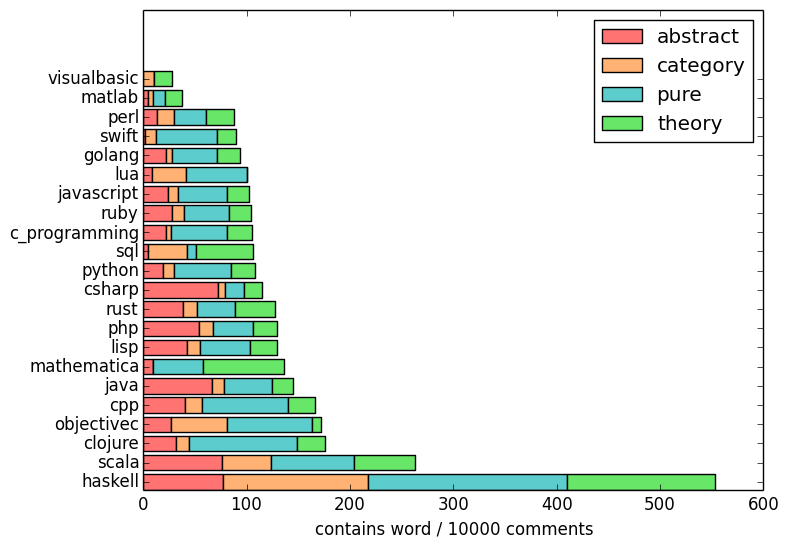 abstract
category
pure
theory
visualbasic
matlab
perl
swift
golang
lua
javascript
ruby
c_programming
sql
python
csharp
rust
php
lisp
mathematica
java
cpp
objectivec
clojure
scala
haskell
0 100 200 300 400 500 600
contains word / 10000 comments